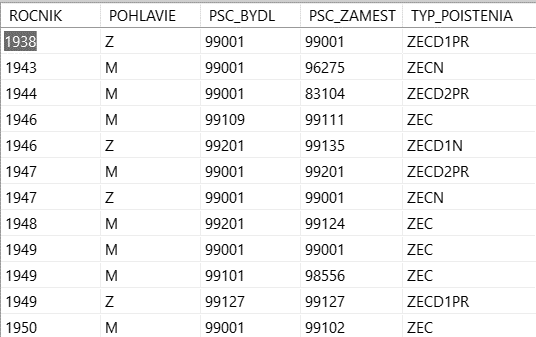 ROCNIK POHLAVIE PSC_BYDL PSC_ZAMEST TYP_POISTENIA
1938 Z 99001 99001 ZECD1PR
1943 M 99001 96275 ZECN
1944 M 99001 83104 ZECD2PR
1946 M 99109 99111 ZEC
1946 Z 99201 99135 ZECD1N
1947 M 99001 99201 ZECD2PR
1947 Z 99001 99001 ZECN
1948 M 99201 99124 ZEC
1949 M 99001 99001 ZEC
1949 M 99101 98556 ZEC
1949 Z 99127 99127 ZECD1PR
1950 M 99001 99102 ZEC